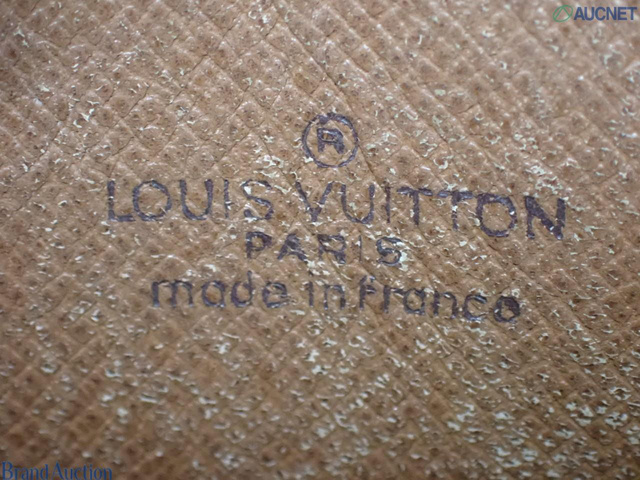 AUCNET
®
LOUIS VUITTON
PARIS
made in France
Brand Auction